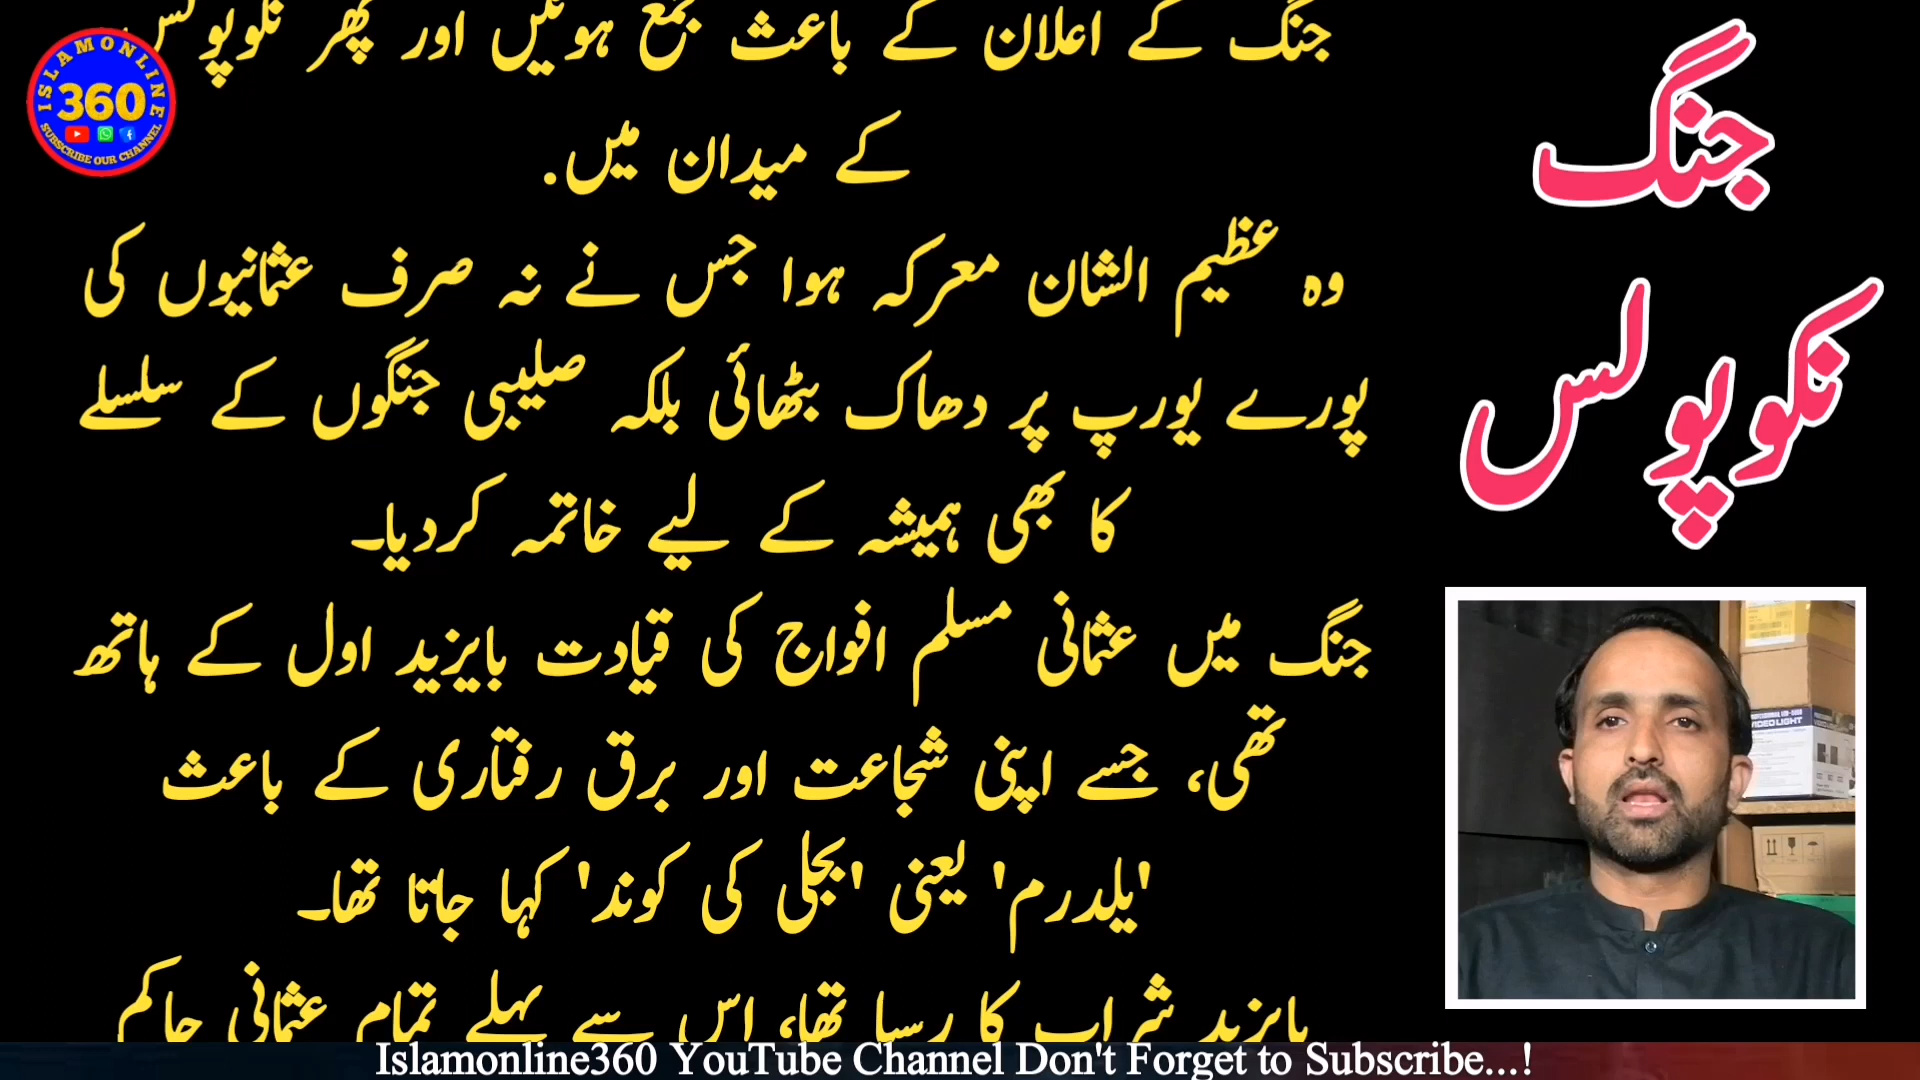 جنگ کے اعلان کے باعث جمع ہوئیں اور پھر نکوپولس
کے میدان میں.
وہ عظیم الشان معرکہ ہوا جس نے نہ صرف عثمانیوں کی
پورے یورپ پر دھاک بٹھائی بلکہ صلیبی جنگوں کے سلسلے
کا بھی ہمیشہ کے لیے خاتمہ کردیا۔
جنگ میں عثمانی مسلم افواج کی قیادت بایزید اول کے ہاتھ
تھی، جسے اپنی شجاعت اور برق رفتاری کے باعث
'یلدرم' یعنی 'بجلی کی کوند' کہا جاتا تھا۔
بایزید شراب کا رسیا تھا، اس سے پہلے تمام عثمانی حاکم
جنگ
نکوپولس
ISLAMONLINE
360
SUBSCRIBE OUR CHANNEL
VIDEO LIGHT
Islamonline360 YouTube Channel Don't Forget to Subscribe...!